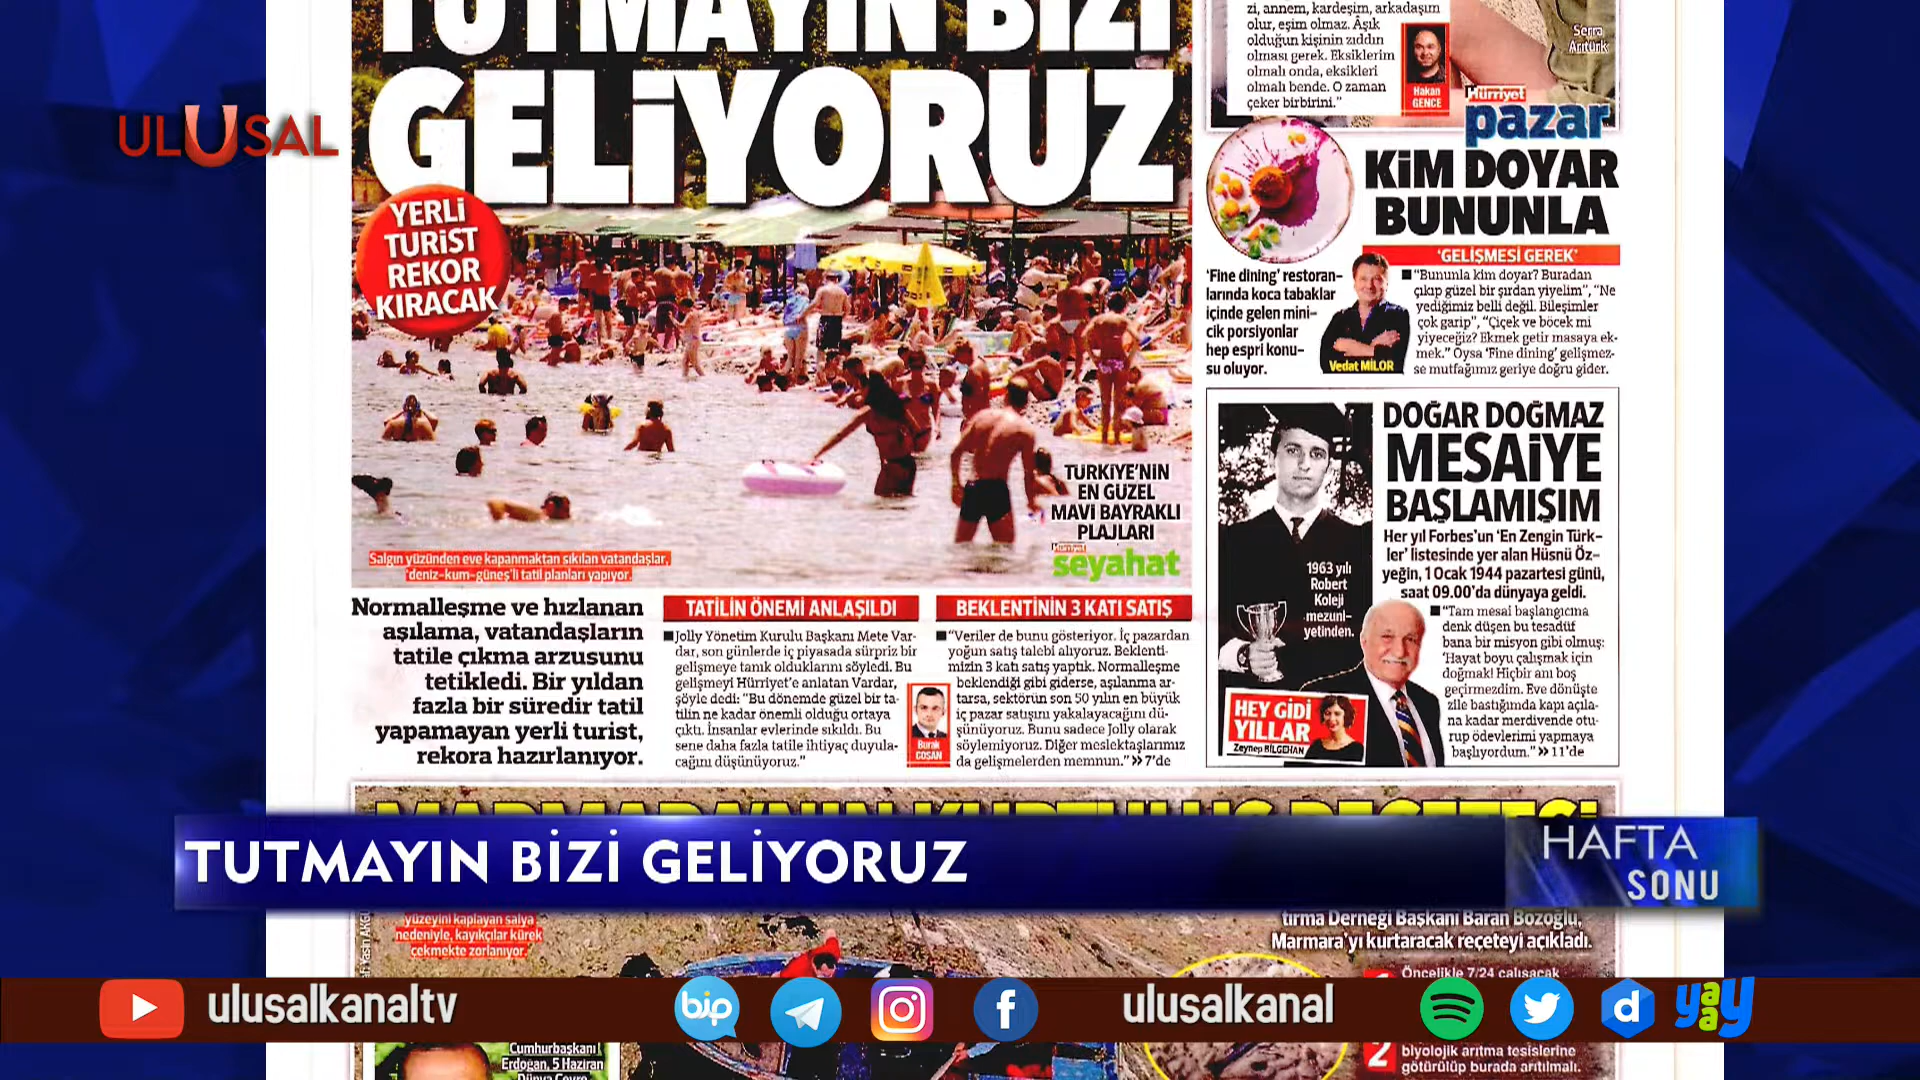 TUTMAYIN BİZİ
GELİYORUZ
ULUSAL
YERLİ
TURİST
REKOR
KIRACAK
TURKİYE'NİN
EN GÜZEL
MAVİ BAYRAKLI
PLAJLARI
Hürriyet
seyahat
Salgın yüzünden eve kapanmaktan sıkılan vatandaşlar,
'deniz-kum-güneş'li tatil planları yapıyor.
Normalleşme ve hızlanan
aşılama, vatandaşların
tatile çıkma arzusunu
tetikledi. Bir yıldan
fazla bir süredir tatil
yapamayan yerli turist,
rekora hazırlanıyor.
TATİLİN ÖNEMİ ANLAŞILDI
Jolly Yönetim Kurulu Başkanı Mete Var-
dar, son günlerde iç piyasada sürpriz bir
gelişmeye tanık olduklarını söyledi. Bu
gelişmeyi Hürriyet'e anlatan Vardar,
şöyle dedi: "Bu dönemde güzel bir ta-
tilin ne kadar önemli olduğu ortaya
çıktı. İnsanlar evlerinde sıkıldı. Bu
sene daha fazla tatile ihtiyaç duyula-
cağını düşünüyoruz."
Burak
COŞAN
BEKLENTİNİN 3 KATI SATIŞ
"Veriler de bunu gösteriyor. İç pazardan
yoğun satış talebi alıyoruz. Beklenti-
mizin 3 katı satış yaptık. Normalleşme
beklendiği gibi giderse, aşılanma ar-
tarsa, sektörün son 50 yılın en büyük
iç pazar satışını yakalayacağını dü-
şünüyoruz. Bunu sadece Jolly olarak
söylemiyoruz. Diğer meslektaşlarımız
da gelişmelerden memnun." » 7'de
zi, annem, kardeşim, arkadaşım
olur, eşim olmaz. Âşık
olduğun kişinin zıddın
olması gerek. Eksiklerim
olmalı onda, eksikleri
olmalı bende. O zaman
çeker birbirini."
Hakan
GENCE
Serra
Arıtürk
Hürriyet
pazar
KİM DOYAR
BUNUNLA
'Fine dining' restoran-
larında koca tabaklar
içinde gelen mini-
cik porsiyonlar
hep espri konu-
su oluyor.
Vedat MİLOR
'GELİŞMESİ GEREK'
"Bununla kim doyar? Buradan
çıkıp güzel bir şırdan yiyelim", "Ne
yediğimiz belli değil. Bileşimler
çok garip", "Çiçek ve böcek mi
yiyeceğiz? Ekmek getir masaya ek-
mek." Oysa 'Fine dining' gelişmez-
se mutfağımız geriye doğru gider.
DOĞAR DOĞMAZ
MESAİYE
BAŞLAMIŞIM
Her yıl Forbes'un 'En Zengin Türk-
ler' listesinde yer alan Hüsnü Öz-
yeğin, 1 Ocak 1944 pazartesi günü,
saat 09.00'da dünyaya geldi.
1963 yılı
Robert
Koleji
mezuni-
yetinden.
"Tam mesai başlangıcına
denk düşen bu tesadüf
bana bir misyon gibi olmuş:
'Hayat boyu çalışmak için
doğmak! Hiçbir anı boş
geçirmezdim. Eve dönüşte
zile bastığımda kapı açıla-
na kadar merdivende otu-
rup ödevlerimi yapmaya
başlıyordum." » 11'de
HEY GİDİ
YILLAR
Zeynep BİLGEHAN
TUTMAYIN BİZİ GELİYORUZ
HAFTA
SONU
yüzeyini kaplayan salya
nedeniyle, kayıkçılar kürek
çekmekte zorlanıyor.
tırma Derneği Başkanı Baran Bozoğlu,
Marmara'yı kurtaracak reçeteyi açıkladı.
Öncelikle 7/24 çalışacak
ulusalkanaltv
bip
ulusalkanal
d
yaay
Cumhurbaşkanı
Erdoğan, 5 Haziran
2
biyolojik arıtma tesislerine
götürülüp burada arıtılmalı.